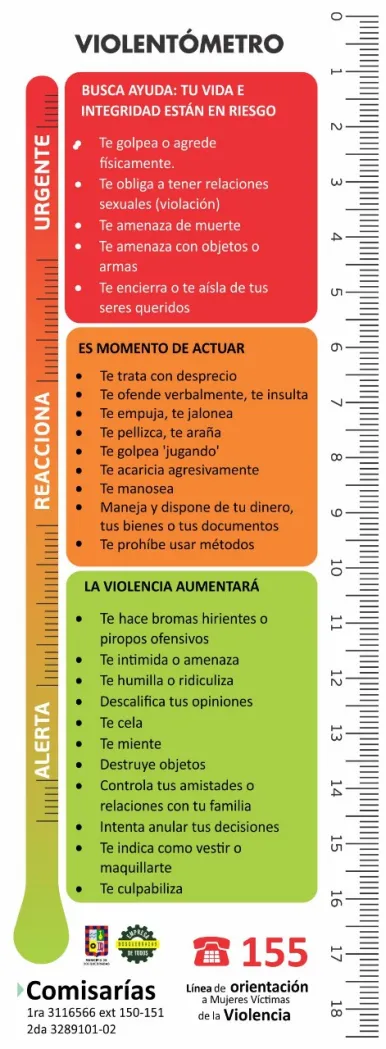 VIOLENTÓMETRO
URGENTE
BUSCA AYUDA: TU VIDA E
INTEGRIDAD ESTÁN EN RIESGO
• Te golpea o agrede
físicamente.
• Te obliga a tener relaciones
sexuales (violación)
• Te amenaza de muerte
• Te amenaza con objetos o
armas
• Te encierra o te aísla de tus
seres queridos
REACCIONA
ES MOMENTO DE ACTUAR
• Te trata con desprecio
• Te ofende verbalmente, te insulta
• Te empuja, te jalonea
• Te pellizca, te araña
• Te golpea 'jugando'
• Te acaricia agresivamente
• Te manosea
• Maneja y dispone de tu dinero,
tus bienes o tus documentos
• Te prohíbe usar métodos
ALERTA
LA VIOLENCIA AUMENTARÁ
• Te hace bromas hirientes o
piropos ofensivos
• Te intimida o amenaza
• Te humilla o ridiculiza
• Descalifica tus opiniones
• Te cela
• Te miente
• Destruye objetos
• Controla tus amistades o
relaciones con tu familia
• Intenta anular tus decisiones
• Te indica como vestir o
maquillarte
• Te culpabiliza
0
1
2
3
4
5
6
7
8
9
10
11
12
13
14
15
16
17
18
EMPRESA
DE TODOS
155
Línea de orientación
a Mujeres Víctimas
de la Violencia
Comisarías
1ra 3116566 ext 150-151
2da 3289101-02